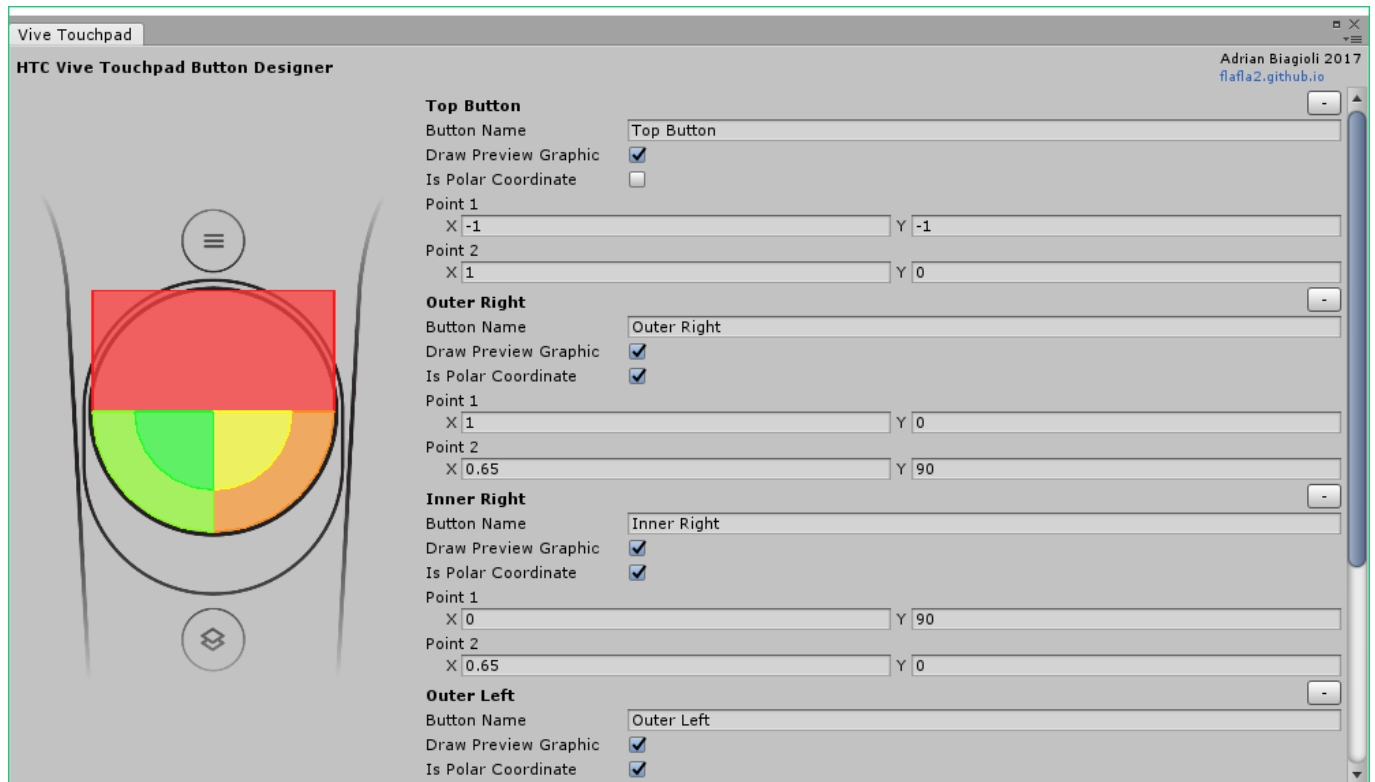 Vive Touchpad
HTC Vive Touchpad Button Designer
Adrian Biagioli 2017
flafla2.github.io
Top Button
-
Button Name Top Button
Draw Preview Graphic
Is Polar Coordinate
Point 1
X -1 Y -1
Point 2
X 1 Y 0
Outer Right
-
Button Name Outer Right
Draw Preview Graphic
Is Polar Coordinate
Point 1
X 1 Y 0
Point 2
X 0.65 Y 90
Inner Right
-
Button Name Inner Right
Draw Preview Graphic
Is Polar Coordinate
Point 1
X 0 Y 90
Point 2
X 0.65 Y 0
Outer Left
-
Button Name Outer Left
Draw Preview Graphic
Is Polar Coordinate